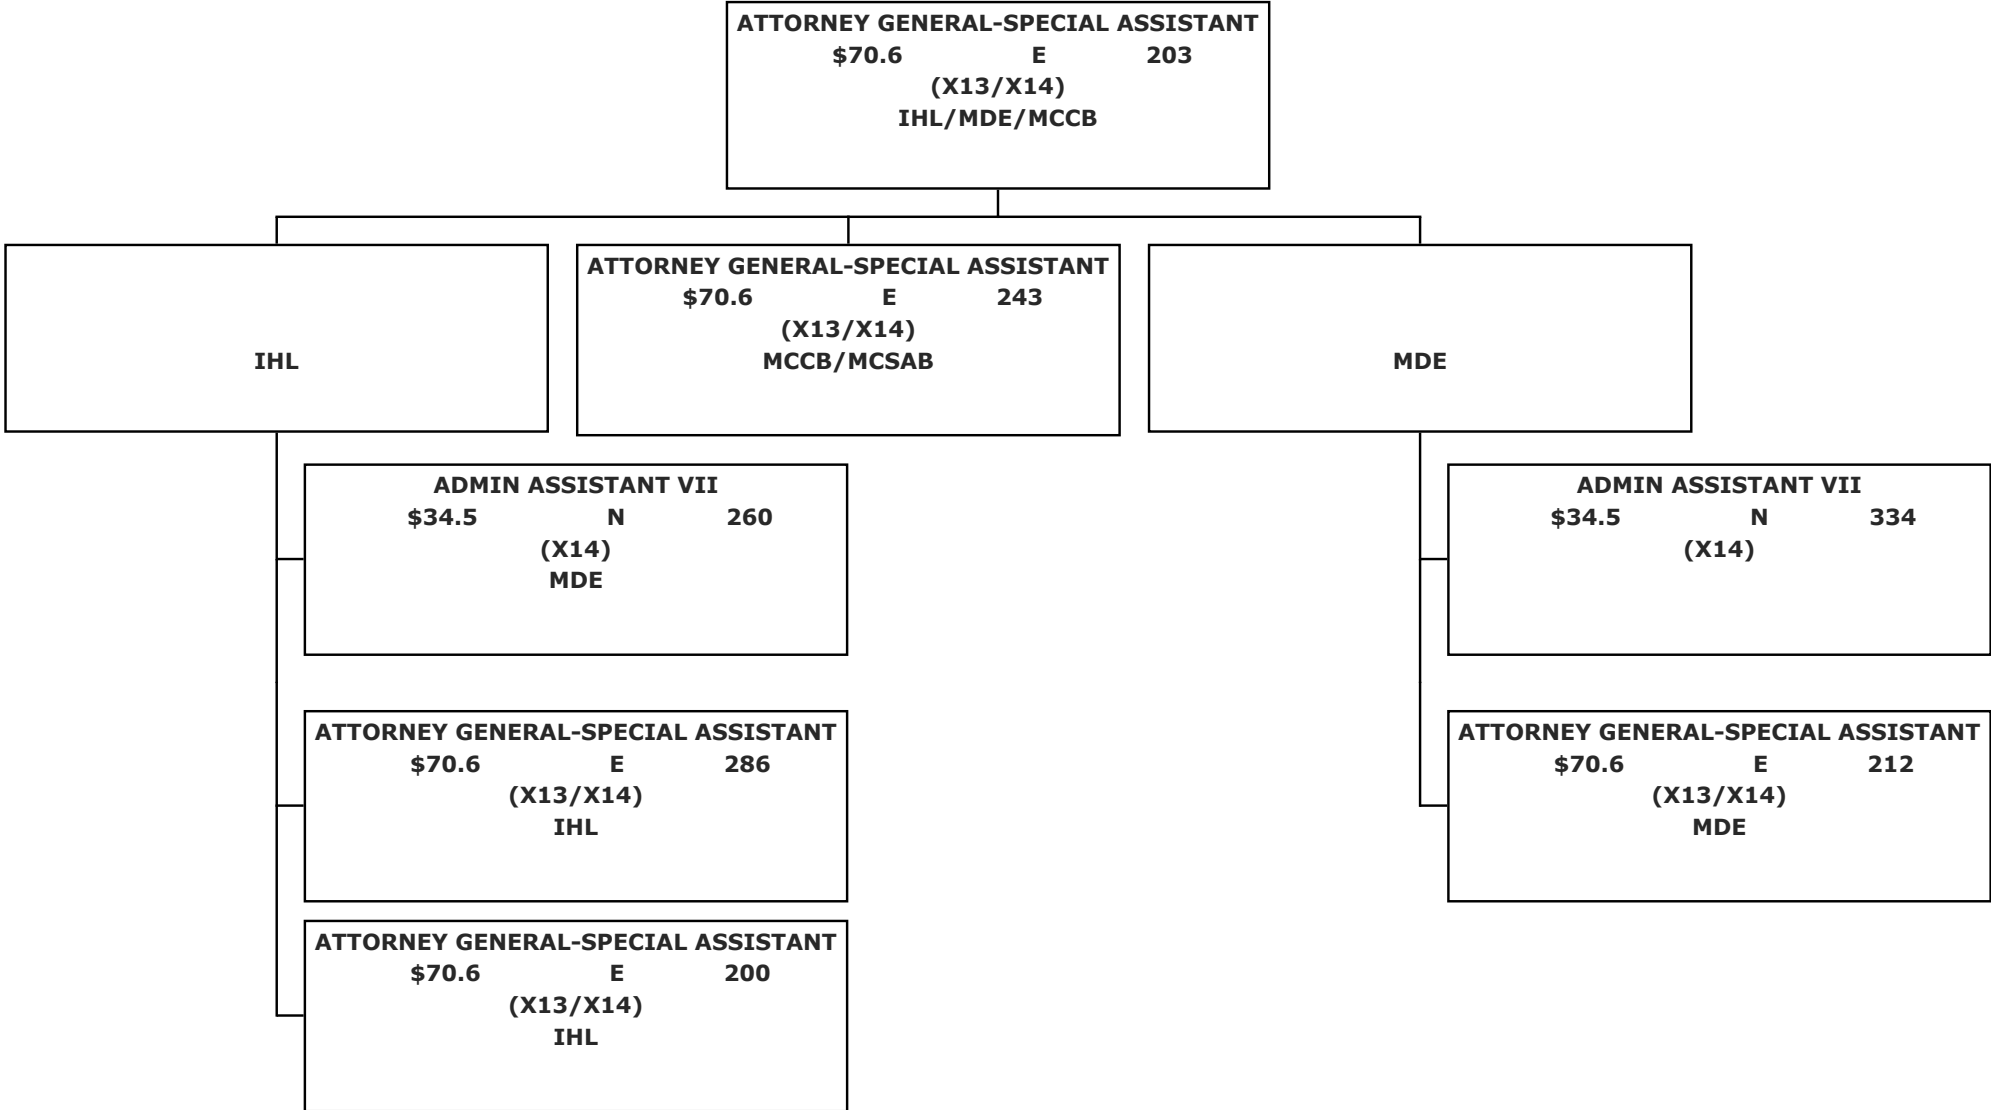 ATTORNEY GENERAL-SPECIAL ASSISTANT
$70.6 E 203
(X13/X14)
IHL/MDE/MCCB
IHL
ATTORNEY GENERAL-SPECIAL ASSISTANT
$70.6 E 243
(X13/X14)
MCCB/MCSAB
MDE
ADMIN ASSISTANT VII
$34.5 N 260
(X14)
MDE
ATTORNEY GENERAL-SPECIAL ASSISTANT
$70.6 E 286
(X13/X14)
IHL
ATTORNEY GENERAL-SPECIAL ASSISTANT
$70.6 E 200
(X13/X14)
IHL
ADMIN ASSISTANT VII
$34.5 N 334
(X14)
ATTORNEY GENERAL-SPECIAL ASSISTANT
$70.6 E 212
(X13/X14)
MDE